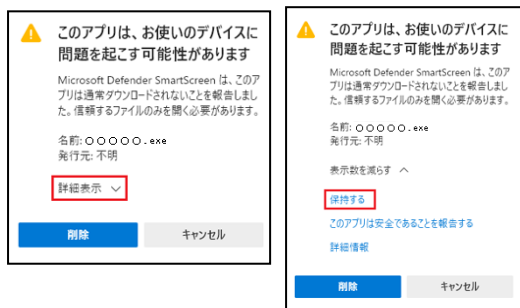 このアプリは、お使いのデバイスに
問題を起こす可能性があります
Microsoft Defender SmartScreen は、このア
プリは通常ダウンロードされないことを報告しまし
た。信頼するファイルのみを開く必要があります。
名前: ○○○○○.exe
発行元: 不明
詳細表示
削除
キャンセル
このアプリは、お使いのデバイスに
問題を起こす可能性があります
Microsoft Defender SmartScreen は、このア
プリは通常ダウンロードされないことを報告しまし
た。信頼するファイルのみを開く必要があります。
名前: ○○○○○.exe
発行元: 不明
表示数を減らす
保持する
このアプリは安全であることを報告する
詳細情報
削除
キャンセル